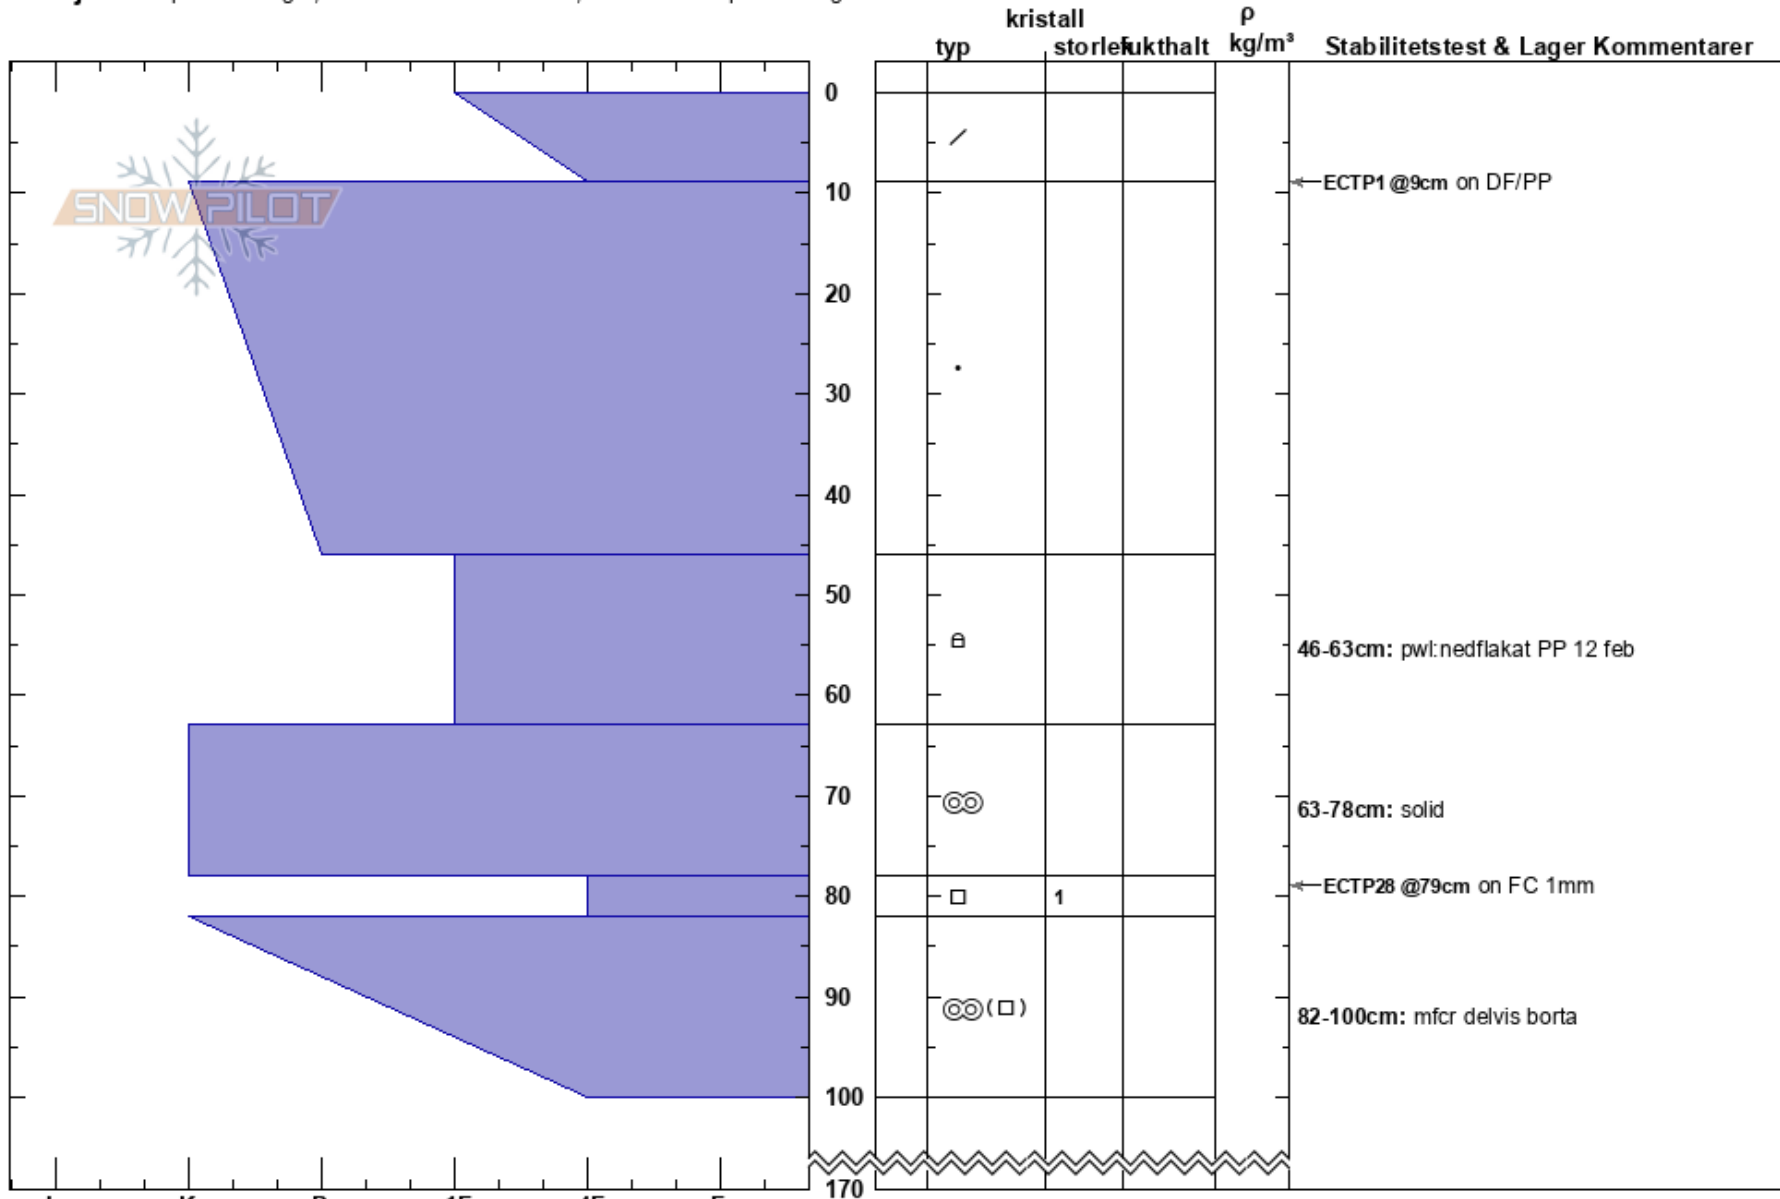 kristall
ρ
typ
storlek
fukthalt
kg/m³
Stabilitetstest & Lager Kommentarer
0
SNOWPILOT
10
ECTP1 @9cm on DF/PP
20
30
40
50
46-63cm: pwl:nedflakat PP 12 feb
60
70
63-78cm: solid
80
1
ECTP28 @79cm on FC 1mm
90
82-100cm: mfcr delvis borta
100
170